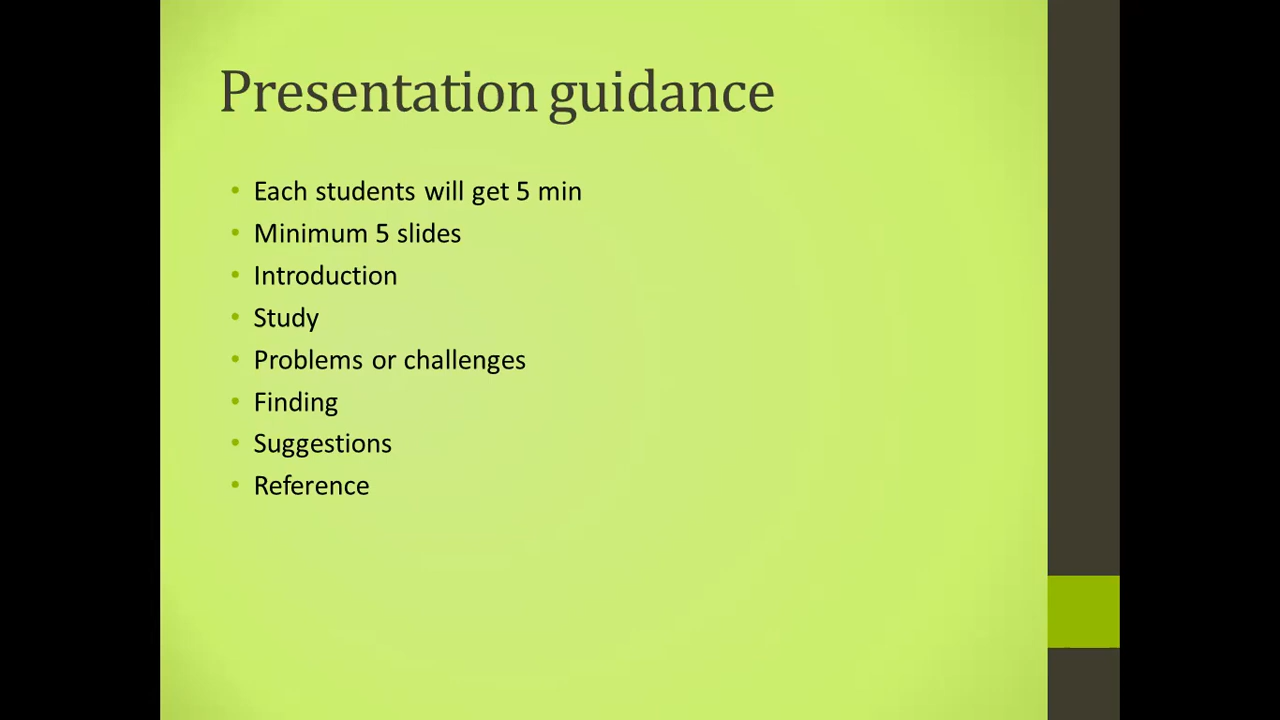 Presentation guidance
• Each students will get 5 min
• Minimum 5 slides
• Introduction
• Study
• Problems or challenges
• Finding
• Suggestions
• Reference